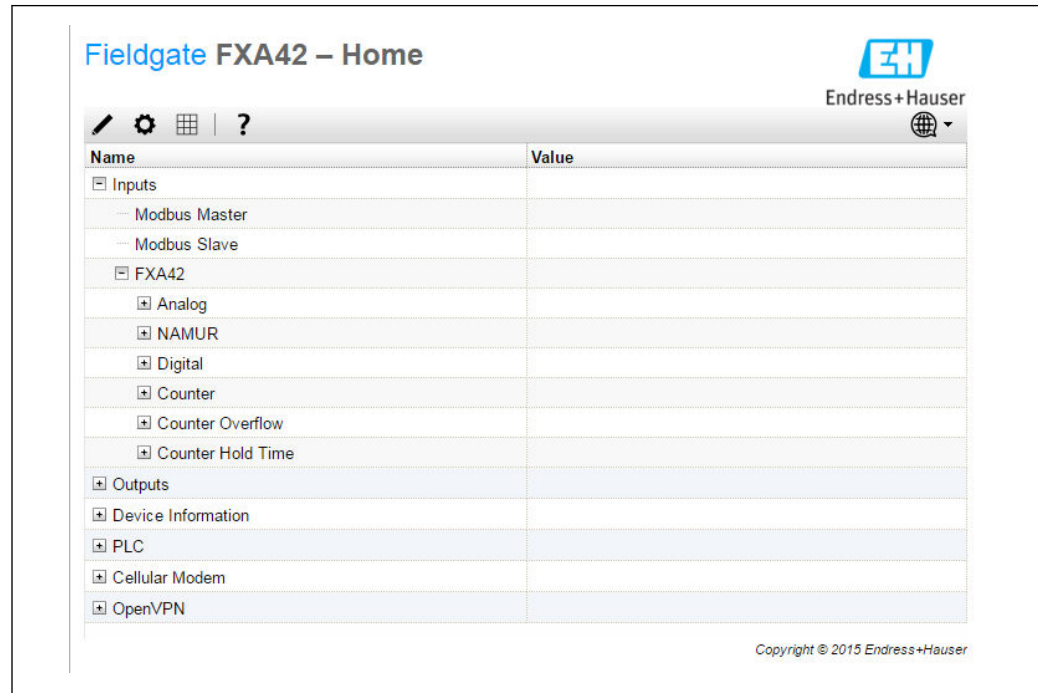 Fieldgate FXA42 – Home
EH
Endress+Hauser
?
Name Value
Inputs
Modbus Master
Modbus Slave
FXA42
Analog
NAMUR
Digital
Counter
Counter Overflow
Counter Hold Time
Outputs
Device Information
PLC
Cellular Modem
OpenVPN
Copyright © 2015 Endress+Hauser